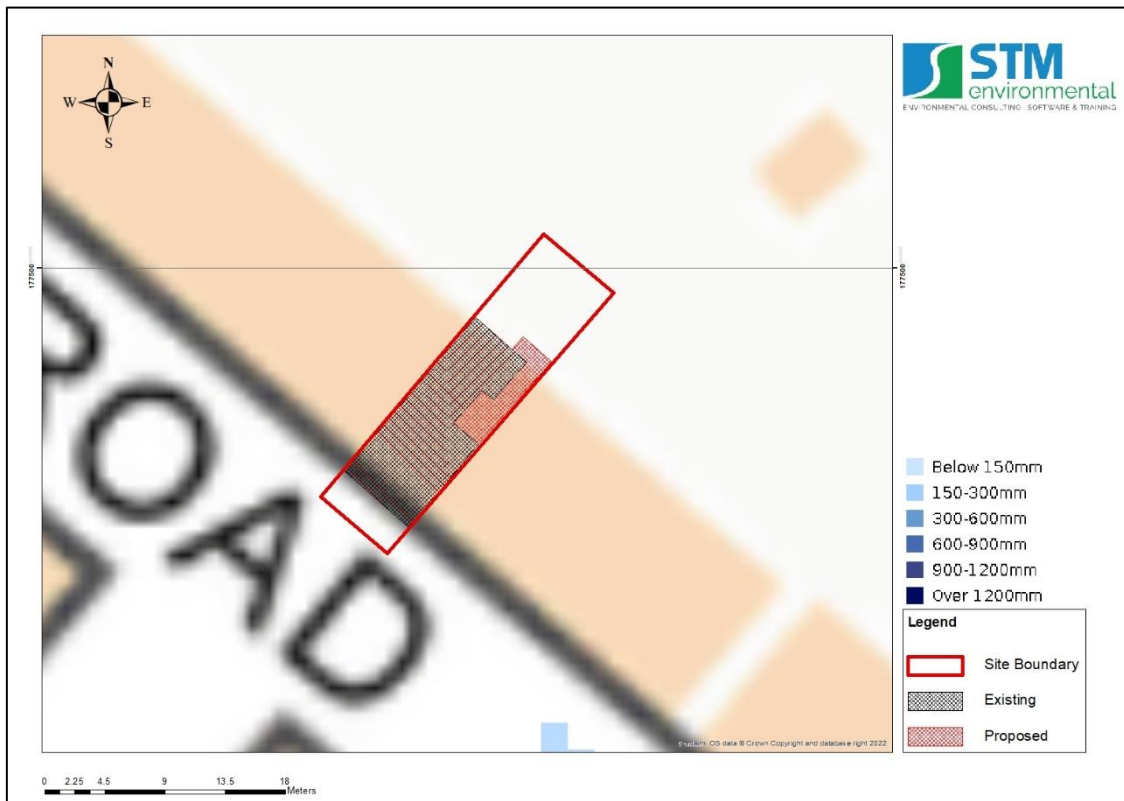 N
W E
S
STM
environmental
ENVIRONMENTAL CONSULTING SOFTWARE & TRAINING
177500
177500
ROAD
Below 150mm
150-300mm
300-600mm
600-900mm
900-1200mm
Over 1200mm
Legend
Site Boundary
Existing
Proposed
OS data © Crown Copyright and database right 2022
0 2.25 4.5 9 13.5 18
Meters